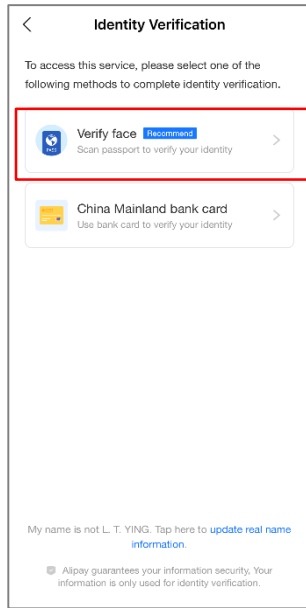 Identity Verification
To access this service, please select one of the
following methods to complete identity verification.
Verify face Recommend
Scan passport to verify your identity
FACE
China Mainland bank card
Use bank card to verify your identity
My name is not L. T. YING. Tap here to update real name
information.
Alipay guarantees your information security, Your
information is only used for identity verification.